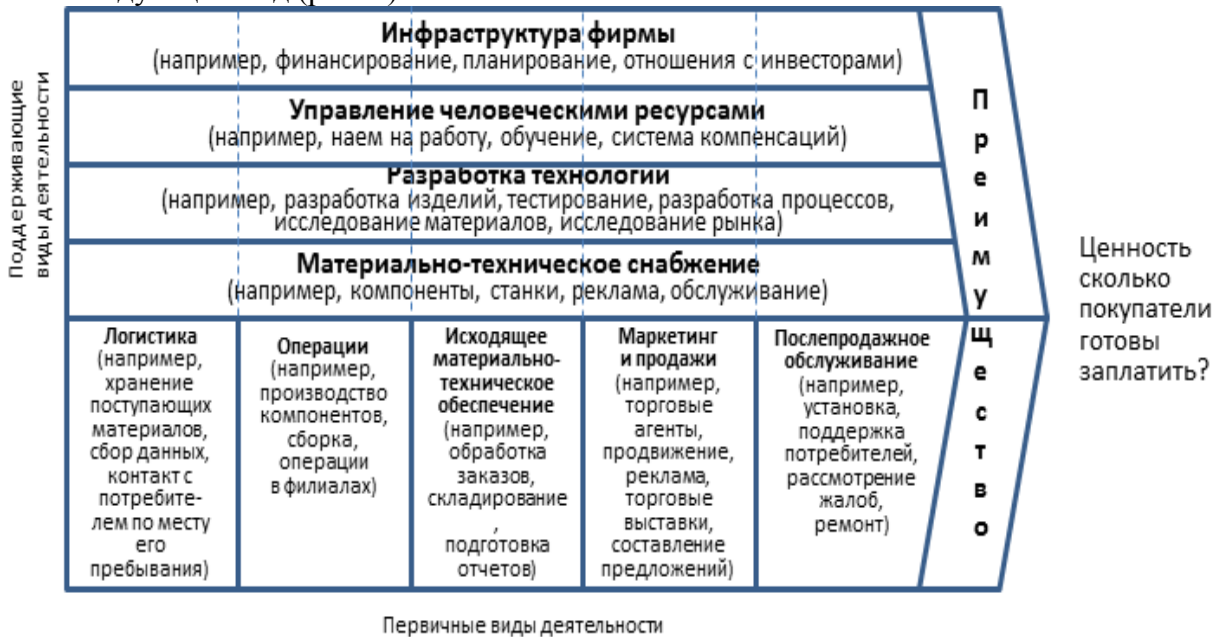 Инфраструктура фирмы
(например, финансирование, планирование, отношения с инвесторами)
Управление человеческими ресурсами
(например, наем на работу, обучение, система компенсаций)
Разработка технологии
(например, разработка изделий, тестирование, разработка процессов,
исследование материалов, исследование рынка)
Материально-техническое снабжение
(например, компоненты, станки, реклама, обслуживание)
Поддерживающие
виды деятельности
Логистика
(например,
хранение
поступающих
материалов,
сбор данных,
контакт с
потребите-
лем по месту
его
пребывания)
Операции
(например,
производство
компонентов,
сборка,
операции
в филиалах)
Исходящее
материально-
техническое
обеспечение
(например,
обработка
заказов,
складирование
,
подготовка
отчетов)
Маркетинг
и продажи
(например,
торговые
агенты,
продвижение,
реклама,
торговые
выставки,
составление
предложений)
Послепродажное
обслуживание
(например,
установка,
поддержка
потребителей,
рассмотрение
жалоб,
ремонт)
Преимущество
Ценность
сколько
покупатели
готовы
заплатить?
Первичные виды деятельности